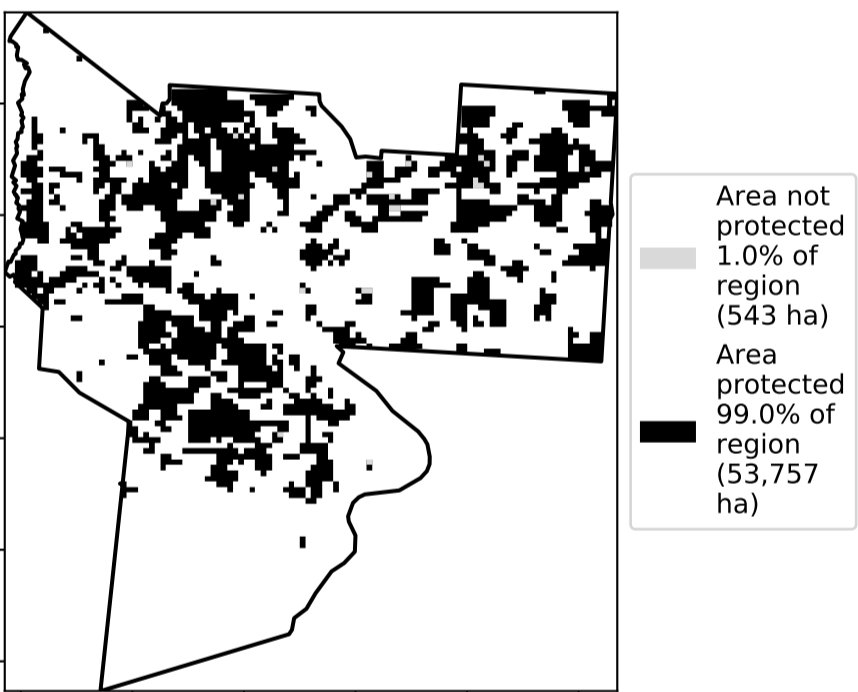 Area not
protected
1.0% of
region
(543 ha)
Area
protected
99.0% of
region
(53,757
ha)